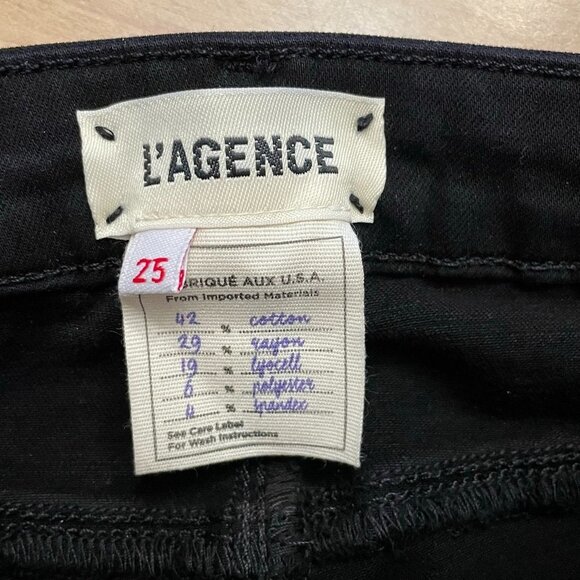 L'AGENCE
25
BRIQUÉ AUX U.S.A.
From Imported Materials
42 % cotton
29 % rayon
19 % lyocell
6 % polyester
4 % spandex
See Care Label
For Wash Instructions